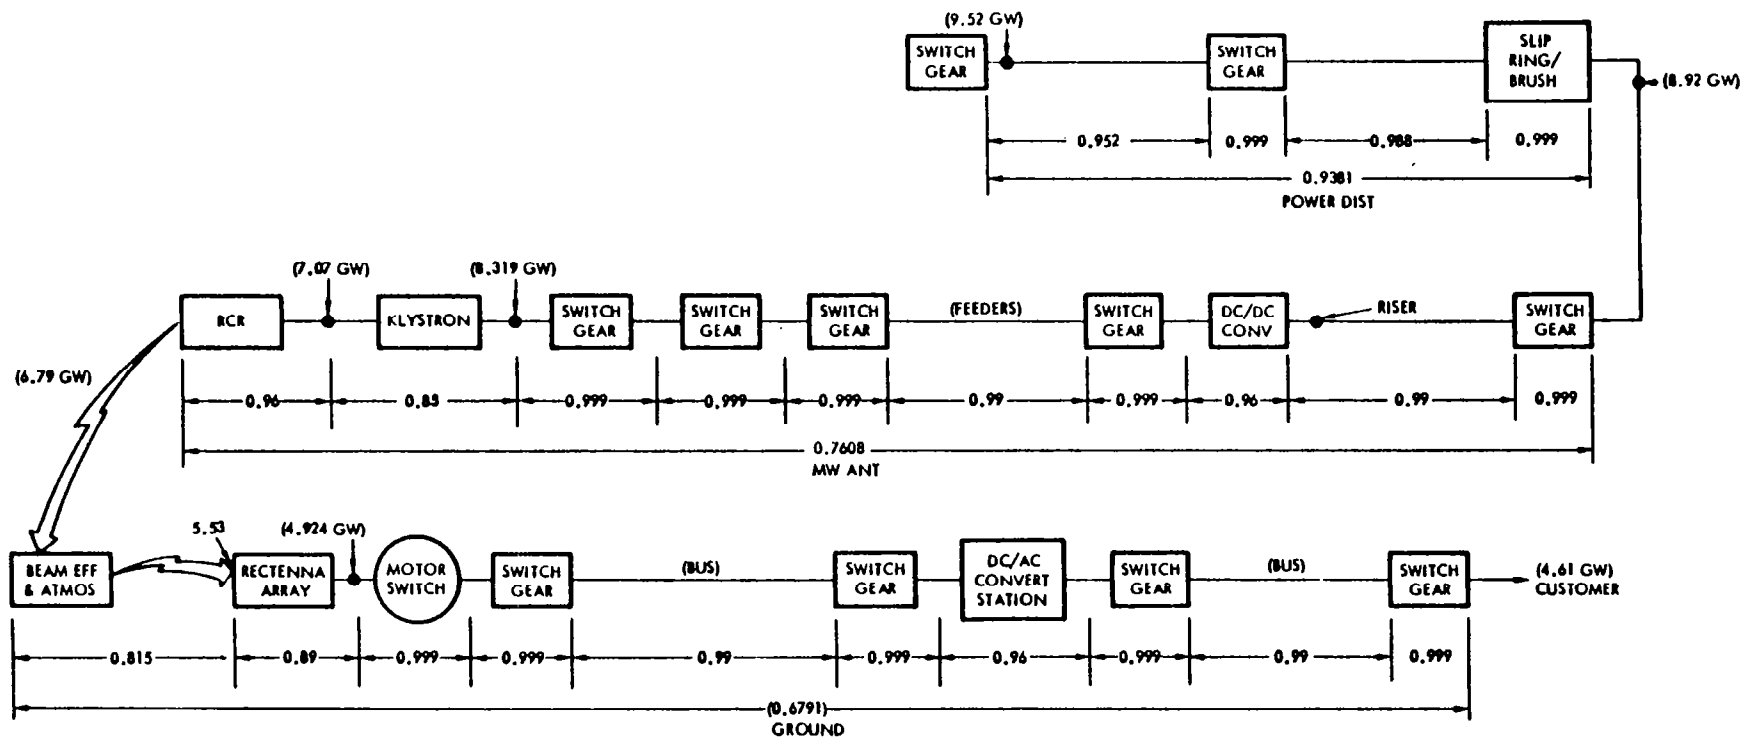 (9.52 GW)
SWITCH
GEAR
SWITCH
GEAR
SLIP
RING/
BRUSH
(8.92 GW)
0.952
0.999
0.988
0.999
0.9381
POWER DIST
(7.07 GW)
(8.319 GW)
RCR
KLYSTRON
SWITCH
GEAR
SWITCH
GEAR
SWITCH
GEAR
(FEEDERS)
SWITCH
GEAR
DC/DC
CONV
RISER
SWITCH
GEAR
(6.79 GW)
0.96
0.85
0.999
0.999
0.999
0.99
0.999
0.96
0.99
0.999
0.7608
MW ANT
5.53
(4.924 GW)
BEAM EFF
& ATMOS
RECTENNA
ARRAY
MOTOR
SWITCH
SWITCH
GEAR
(BUS)
SWITCH
GEAR
DC/AC
CONVERT
STATION
SWITCH
GEAR
(BUS)
SWITCH
GEAR
(4.61 GW)
CUSTOMER
0.815
0.89
0.999
0.999
0.99
0.999
0.96
0.999
0.99
0.999
(0.6791)
GROUND